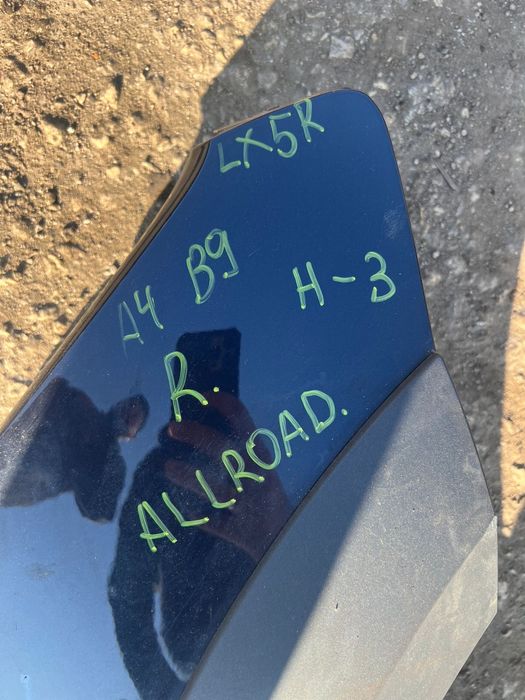 LX5R
A4 B9
H-3
R.
ALLROAD.